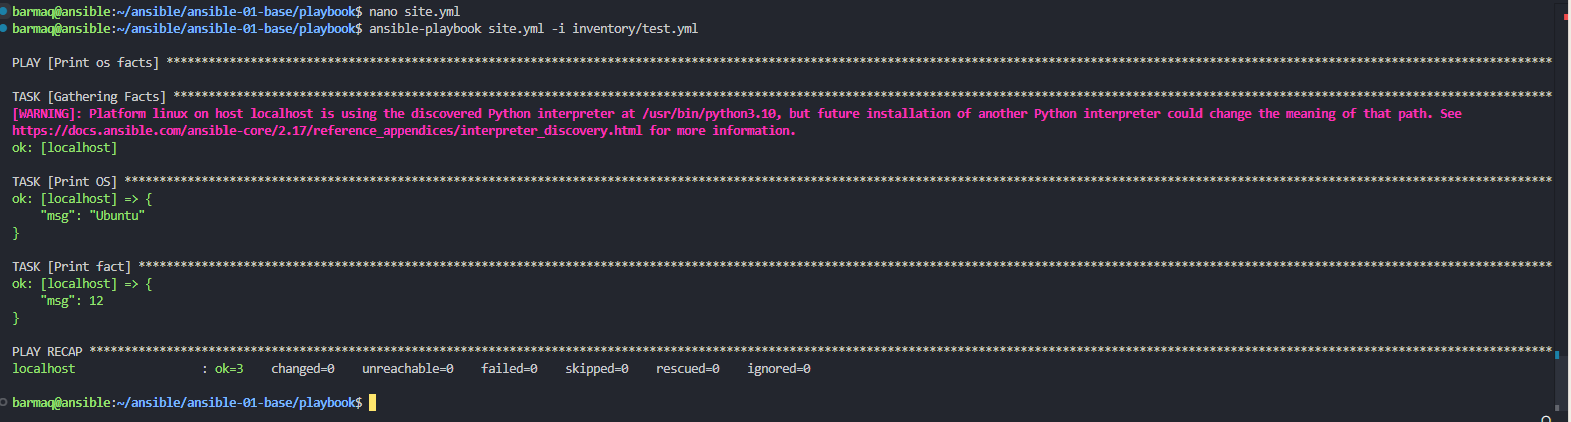 barmaq@ansible:~/ansible/ansible-01-base/playbook$ nano site.yml
barmaq@ansible:~/ansible/ansible-01-base/playbook$ ansible-playbook site.yml -i inventory/test.yml
PLAY [Print os facts] ****************************************************************************************************************************************************************************************************
TASK [Gathering Facts] ***************************************************************************************************************************************************************************************************
[WARNING]: Platform linux on host localhost is using the discovered Python interpreter at /usr/bin/python3.10, but future installation of another Python interpreter could change the meaning of that path. See
https://docs.ansible.com/ansible-core/2.17/reference_appendices/interpreter_discovery.html for more information.
ok: [localhost]
TASK [Print OS] **********************************************************************************************************************************************************************************************************
ok: [localhost] => {
    "msg": "Ubuntu"
}
TASK [Print fact] ********************************************************************************************************************************************************************************************************
ok: [localhost] => {
    "msg": 12
}
PLAY RECAP ***************************************************************************************************************************************************************************************************************
localhost                  : ok=3    changed=0    unreachable=0    failed=0    skipped=0    rescued=0    ignored=0
barmaq@ansible:~/ansible/ansible-01-base/playbook$